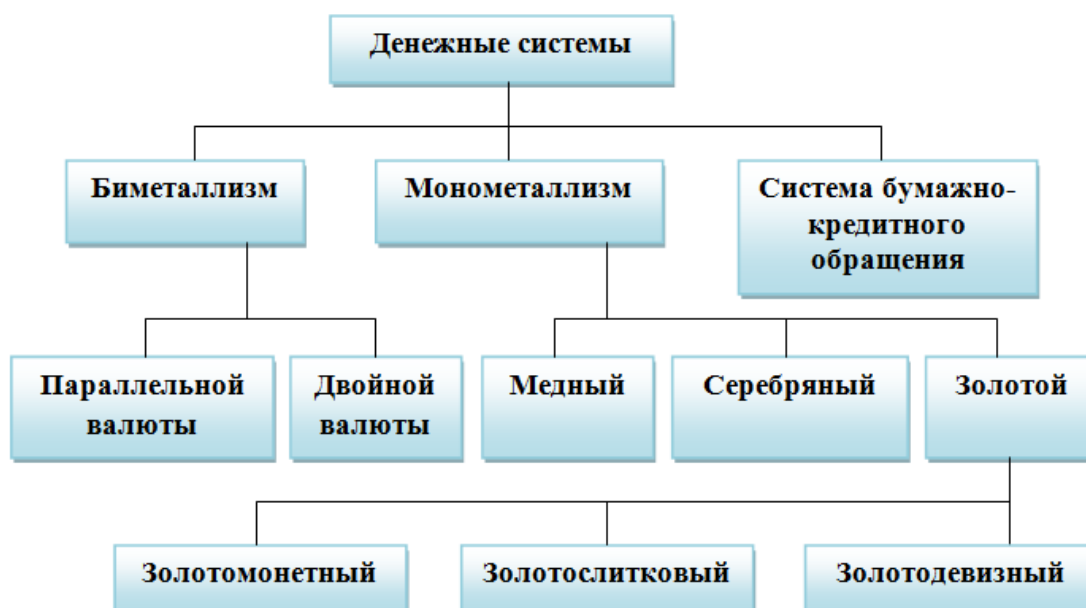 Денежные системы
Биметаллизм
Монометаллизм
Система бумажно-
кредитного
обращения
Параллельной
валюты
Двойной
валюты
Медный
Серебряный
Золотой
Золотомонетный
Золотослитковый
Золотодевизный